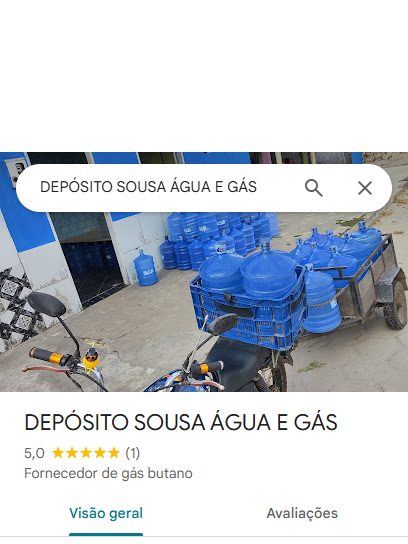 DEPÓSITO SOUSA ÁGUA E GÁS
DEPÓSITO SOUSA ÁGUA E GÁS
5,0 ★★★★★ (1)
Fornecedor de gás butano
Visão geral Avaliações